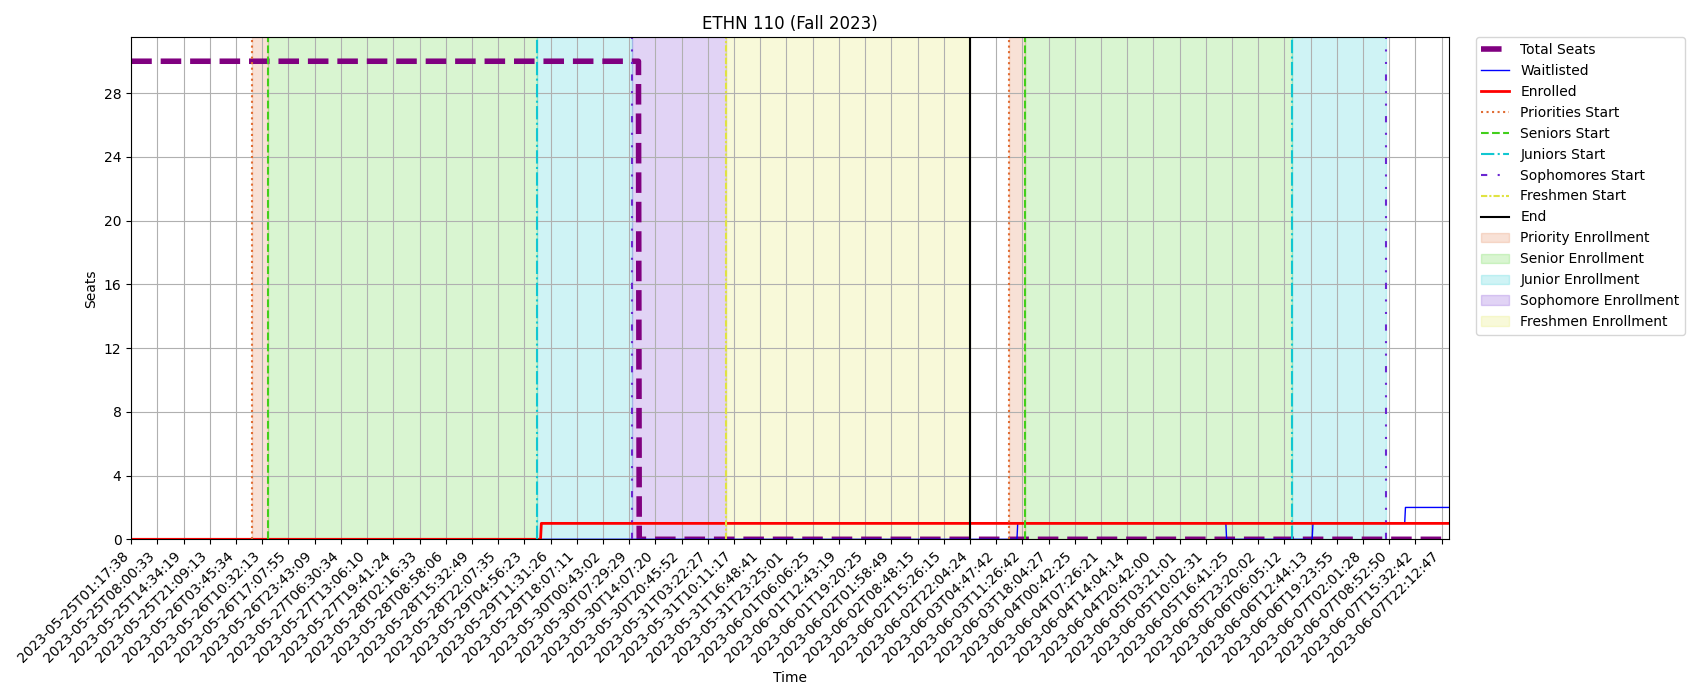 ETHN 110 (Fall 2023)
Seats
28
24
20
16
12
8
4
0
2023-05-25T01:17:38
2023-05-25T08:00:33
2023-05-25T14:34:19
2023-05-25T21:09:13
2023-05-26T03:45:34
2023-05-26T10:32:13
2023-05-26T17:07:55
2023-05-26T23:43:09
2023-05-27T06:30:34
2023-05-27T13:06:10
2023-05-27T19:41:24
2023-05-28T02:16:33
2023-05-28T08:58:06
2023-05-28T15:32:49
2023-05-28T22:07:35
2023-05-29T04:56:23
2023-05-29T11:31:26
2023-05-29T18:07:11
2023-05-30T00:43:02
2023-05-30T07:29:29
2023-05-30T14:07:20
2023-05-30T20:45:52
2023-05-31T03:22:27
2023-05-31T10:11:17
2023-05-31T16:48:41
2023-05-31T23:25:01
2023-06-01T06:06:25
2023-06-01T12:43:19
2023-06-01T19:20:25
2023-06-02T01:58:49
2023-06-02T08:48:15
2023-06-02T15:26:15
2023-06-02T22:04:24
2023-06-03T04:47:42
2023-06-03T11:26:42
2023-06-03T18:04:27
2023-06-04T00:42:25
2023-06-04T07:26:21
2023-06-04T14:04:14
2023-06-04T20:42:00
2023-06-05T03:21:01
2023-06-05T10:02:31
2023-06-05T16:41:25
2023-06-05T23:20:02
2023-06-06T06:05:12
2023-06-06T12:44:13
2023-06-06T19:23:55
2023-06-07T02:01:28
2023-06-07T08:52:50
2023-06-07T15:32:42
2023-06-07T22:12:47
Time
Total Seats
Waitlisted
Enrolled
Priorities Start
Seniors Start
Juniors Start
Sophomores Start
Freshmen Start
End
Priority Enrollment
Senior Enrollment
Junior Enrollment
Sophomore Enrollment
Freshmen Enrollment